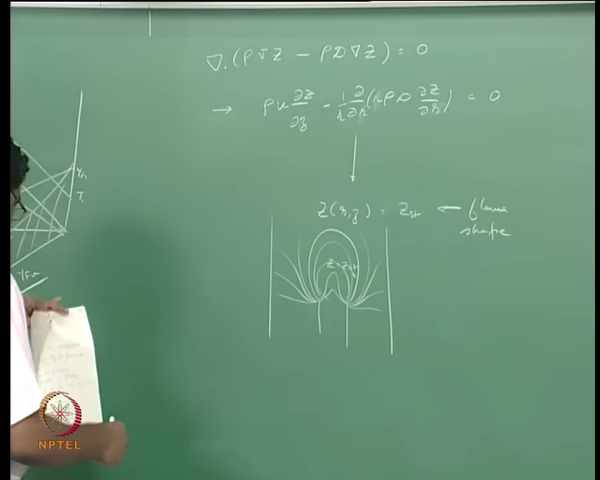 ∇.(ρv̄Z − ρD∇Z) = 0
→ ρu ∂Z/∂z − 1/r ∂/∂r (rρD ∂Z/∂r) = 0
Z(r,z) = Zst ← flame
shape
Z=Zst
NPTEL